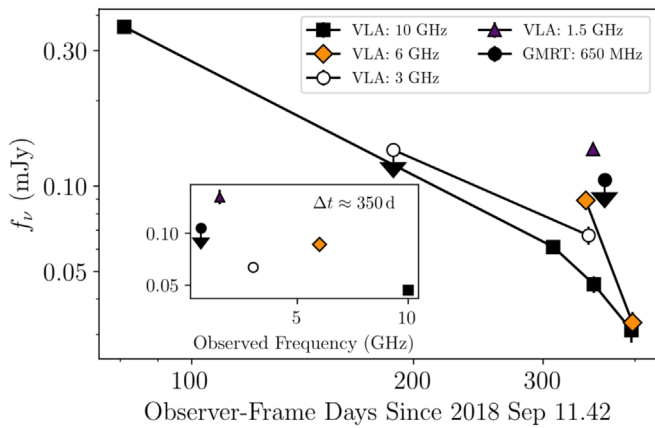 VLA: 10 GHz
VLA: 6 GHz
VLA: 3 GHz
VLA: 1.5 GHz
GMRT: 650 MHz
0.30
0.10
0.05
fν (mJy)
Δt ≈ 350 d
0.10
0.05
5
10
Observed Frequency (GHz)
100
200
300
Observer-Frame Days Since 2018 Sep 11.42